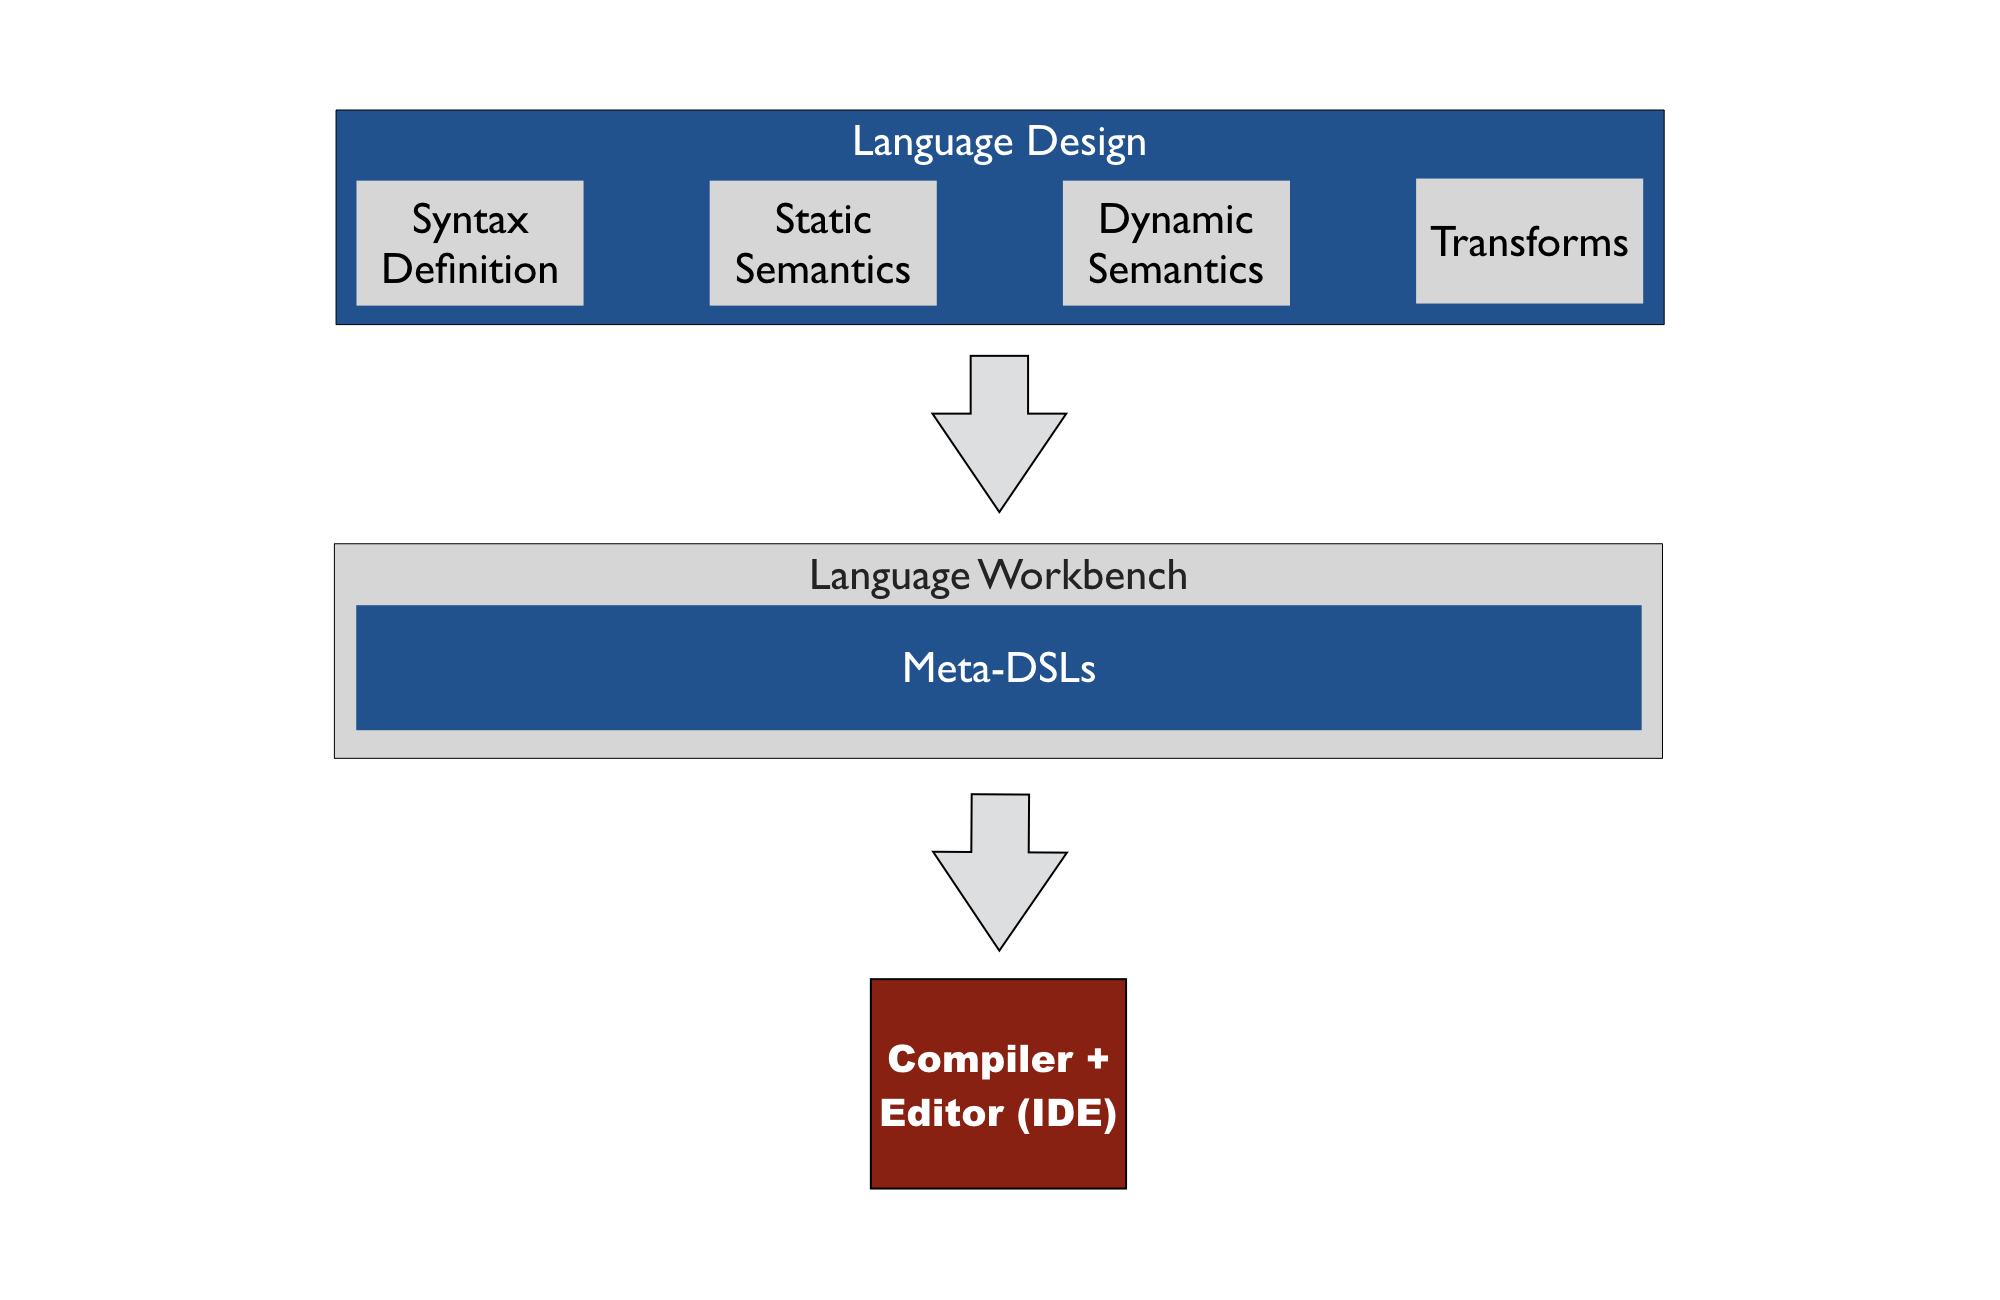 Language Design
Syntax
Definition
Static
Semantics
Dynamic
Semantics
Transforms
Language Workbench
Meta-DSLs
Compiler +
Editor (IDE)